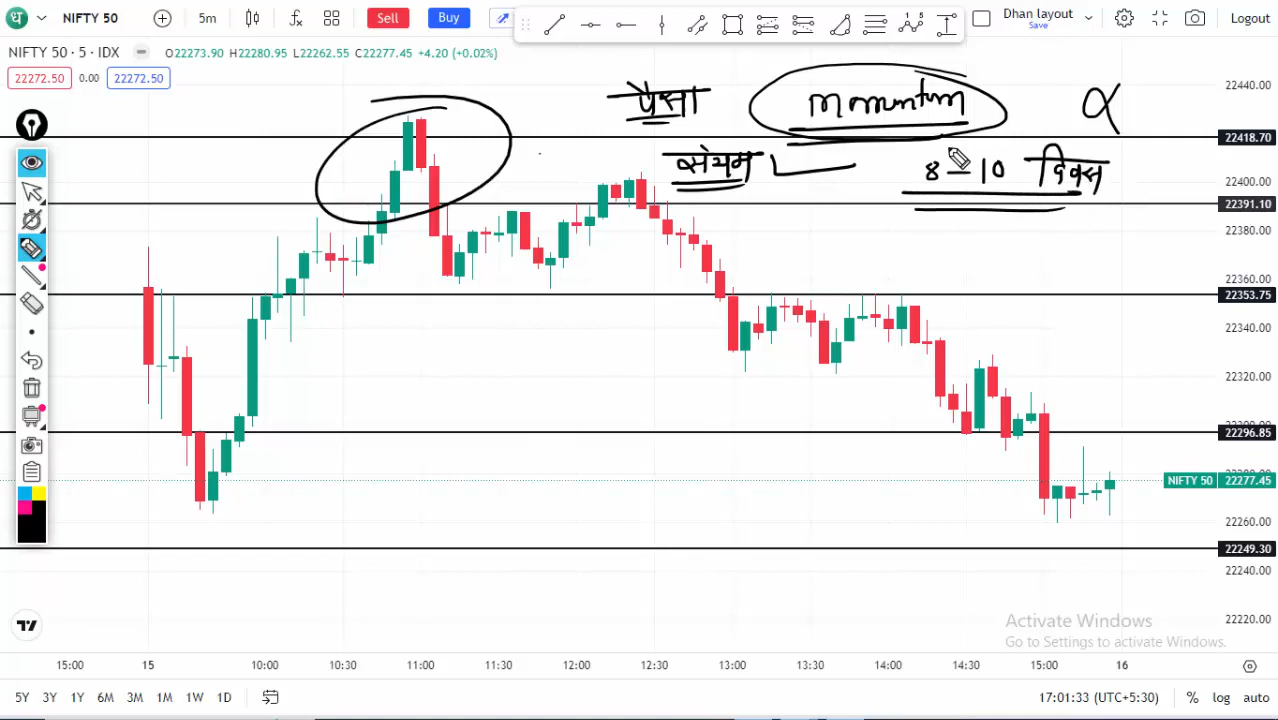 ध 5m Sell Buy Dhan layout Logout
Save
NIFTY 50 · 5 · IDX O22273.90 H22280.95 L22262.55 C22277.45 +4.20 (+0.02%)
22272.50 0.00 22272.50
पैसा momentum α
संयम 8 - 10
22440.00
22418.70
22400.00
22391.10
22380.00
22360.00
22353.75
22340.00
22320.00
22296.85
NIFTY 50 22277.45
22260.00
22249.30
22240.00
22220.00
Activate Windows
Go to Settings to activate Windows.
15:00 15 10:00 10:30 11:00 11:30 12:00 12:30 13:00 13:30 14:00 14:30 15:00 16
5Y 3Y 1Y 6M 3M 1M 1W 1D 17:01:33 (UTC+5:30) % log auto